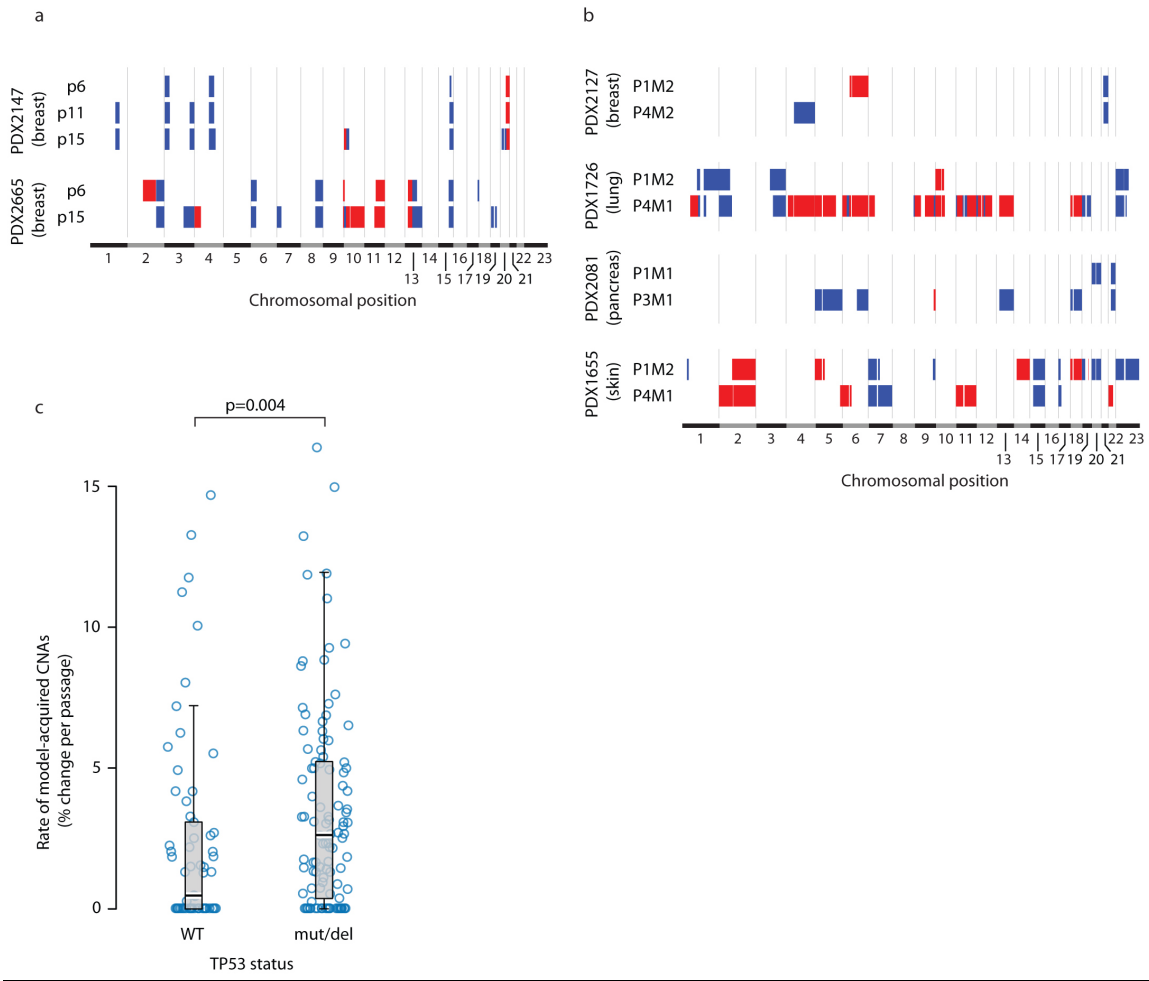 a
PDX2147
(breast)
p6
p11
p15
PDX2665
(breast)
p6
p15
1 2 3 4 5 6 7 8 9 10 11 12 14 16 18 22 23
13 15 17 19 20 21
Chromosomal position
b
PDX2127
(breast)
P1M2
P4M2
PDX1726
(lung)
P1M2
P4M1
PDX2081
(pancreas)
P1M1
P3M1
PDX1655
(skin)
P1M2
P4M1
1 2 3 4 5 6 7 8 9 10 11 12 14 16 18 22 23
13 15 17 19 20 21
Chromosomal position
c
p=0.004
15
10
5
0
Rate of model-acquired CNAs
(% change per passage)
WT mut/del
TP53 status